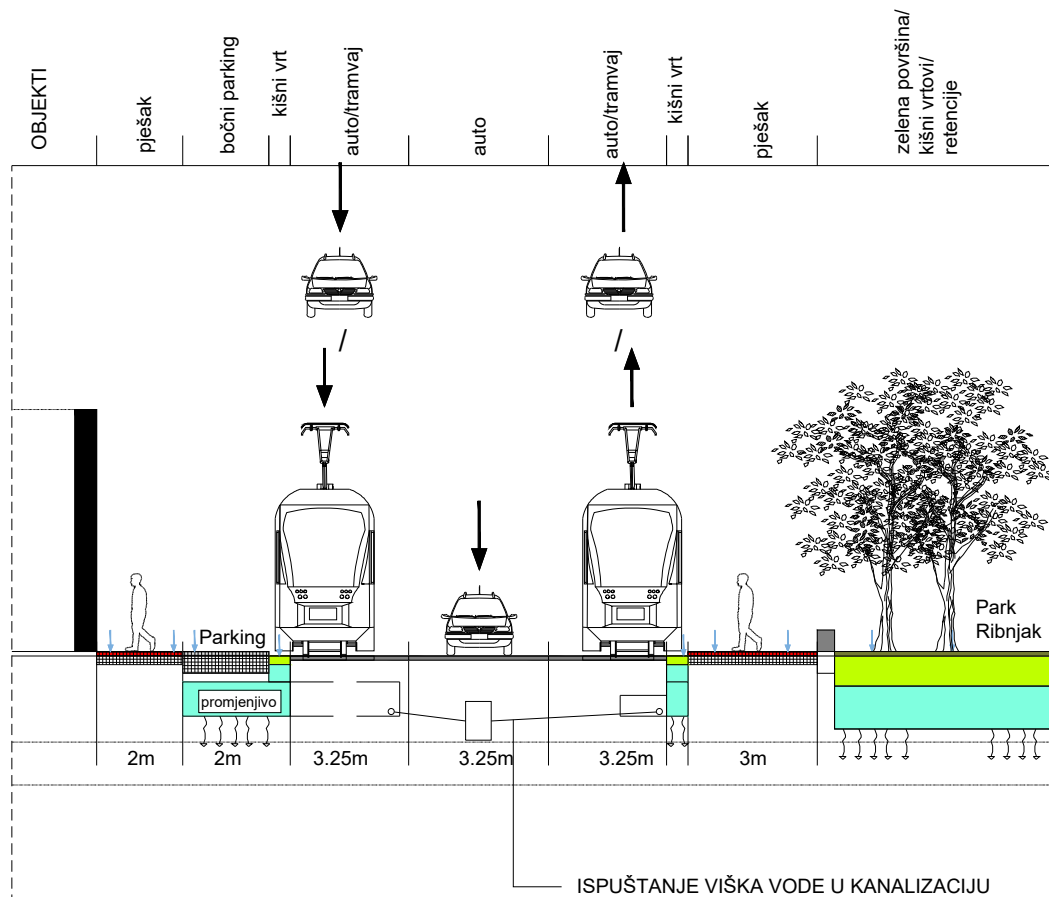 OBJEKTI
pješak
bočni parking
kišni vrt
auto/tramvaj
auto
auto/tramvaj
kišni vrt
pješak
zelena površina/
kišni vrtovi/
retencije
/
/
Parking
Park
Ribnjak
promjenjivo
2m
2m
3.25m
3.25m
3.25m
3m
ISPUŠTANJE VIŠKA VODE U KANALIZACIJU